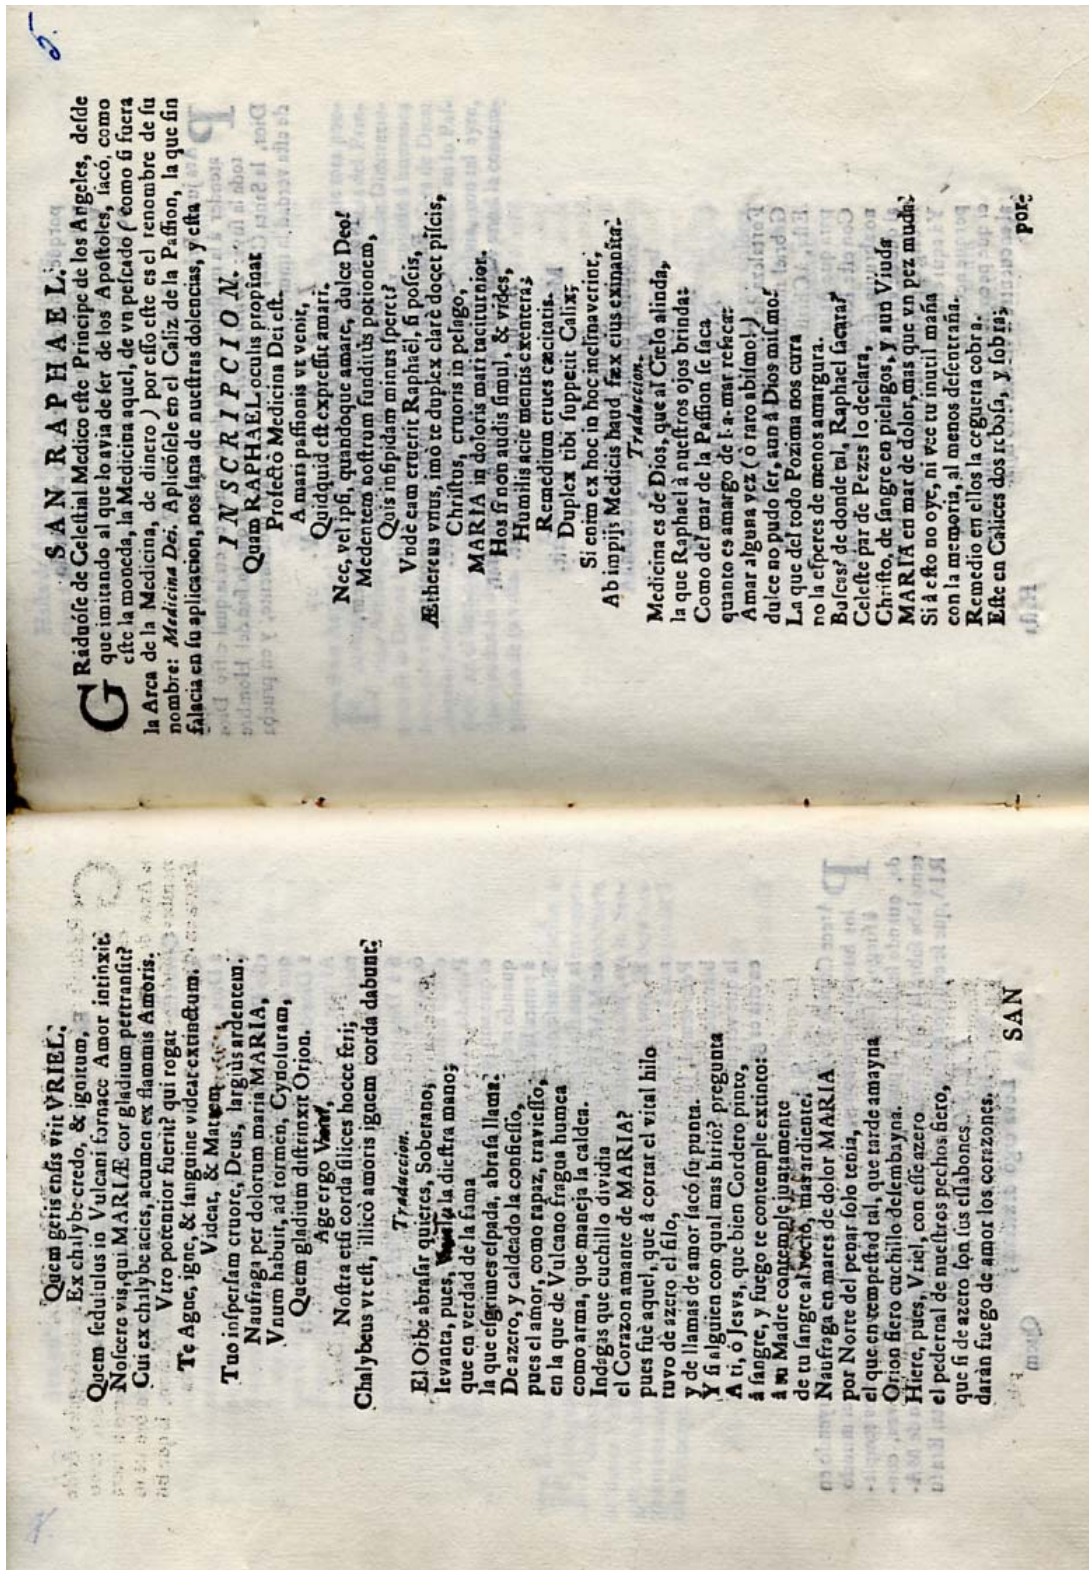 Quem geris ensis vrit VRIEL.
Ex chalybe credo, & ignitum,
Quem sedulus in Vulcani fornace Amor intinxit.
Noscere vis, qui MARIÆ cor gladium pertransit?
Cui ex chalybe acies, acumen ex flammis Amoris.
Vtro potentior fuerit? qui rogat
Te Agne, igne, & sanguine videat extinctum.
Videat, & Matrem
Tuo inspersam cruore, Deus, largiùs ardentem.
Naufraga per dolorum maria MARIA,
Vnum habuit, ad tormen, Cynosuram,
Quem gladiũm distrinxit Orion.
Age ergo
Nostra etsi corda silices hocce feri;
Chalybeus vt est, illicò amoris ignem corda dabunt.
Traduccion.
El Orbe abrasar quieres, Soberano,
levanta, pues, la diestra mano;
que en verdad de la fama
la que esgrimes espada, abrasa llama.
De azero, y caldeado la confiesso,
pues el amor, como rapaz, traviesso,
en la que de Vulcano fragua humea
como arma, que maneja la caldea.
Indagas que cuchillo dividia
el Corazon amante de MARIA?
pues fuè aquel, que â cortar el vital hilo
tuvo de azero el filo,
y de llamas de amor sacó su punta.
Y si alguien con qual mas hirió? pregunta
A ti, ó Jesvs, que bien Cordero pinto,
á sangre, y fuego te contemple extinto:
à su Madre contemple juntamente
de tu sangre al rocio, mas ardiente.
Naufraga en mares de dolor MARIA
por Norte del penar solo tenia,
el que en tempestad tal, que tarde amayna
Orion fiero cuchillo desembayna.
Hiere, pues, Vriel, con esse azero
el pedernal de nuestros pechos fiero,
que si de azero son sus eslabones,
daràn fuego de amor los corazones.
SAN
5.
SAN RAPHAEL.
GRaduóse de Celestial Medico este Principe de los Angeles, desde
que imitando al que lo avia de ser de los Apostoles, sacó, como
este la moneda, la Medicina aquel, de vn pescado (como si fuera
la Arca de la Medicina, de dinero) por esso este es el renombre de su
nombre: Medicina Dei. Aplicósele en el Caliz de la Passion, la que sin
falacia en su aplicacion, nos sana de nuestras dolencias, y esta
INSCRIPCION.
Quam RAPHAEL oculis propinat
Profectò Medicina Dei est.
A mari passionis vt venit,
Quidquid est expressit amari.
Nec, vel ipsi, quandoque amare, dulce Deo!
Medentem nostrum funditùs potionem,
Quis insipidam minus speret?
Vndè eam eruerit Raphaël, si poscis,
Æthereus vtius, imò te duplex clarè docet piscis,
Christus, cruoris in pelago,
MARIA in doloris mari taciturnior.
Hos si non audis simul, & vides,
Humilis acie mentis exentera;
Remedium erues cæcitatis.
Duplex tibi suppetit Calix;
Si enim ex hoc in hoc inclinaverint,
Ab impijs Medicis haud fæx eius exinanita.
Traduccion.
Medicina es de Dios, que al Cielo alinda,
la que Raphael â nuestros ojos brinda:
Como del mar de la Passion se saca
quanto es amargo de la mar resaca:
Amar alguna vez (ò raro abismo!)
dulce no pudo ser, aun à Dios mismo!
La que del todo Pozima nos cura
no la esperes de menos amargura.
Buscas? de donde tal, Raphael sacara?
Celeste par de Pezes lo declara,
Christo, de sangre en pielagos, y aun Viuda
MARIA en mar de dolor, mas que vn pez muda.
Si à esto no oye, ni vee tu inutil maña
con la memoria, al menos desentraña.
Remedio en ellos la ceguera cobra.
Este en Calices dos rebosa, y sobra;
por-